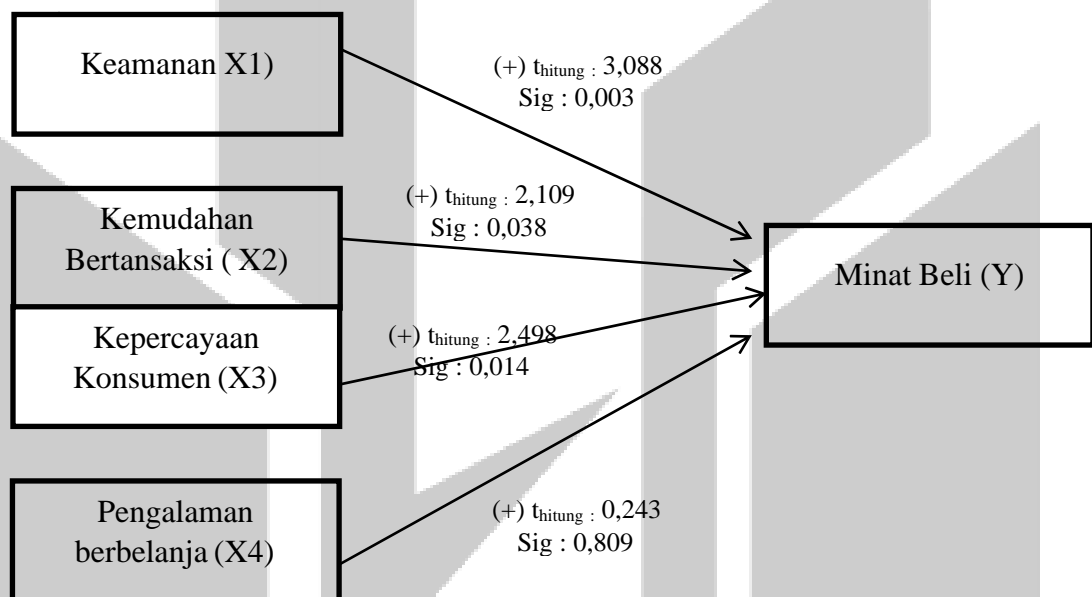 Keamanan X1)
(+) thitung : 3,088
Sig : 0,003
Kemudahan
Bertansaksi ( X2)
(+) thitung : 2,109
Sig : 0,038
Minat Beli (Y)
Kepercayaan
Konsumen (X3)
(+) thitung : 2,498
Sig : 0,014
Pengalaman
berbelanja (X4)
(+) thitung : 0,243
Sig : 0,809